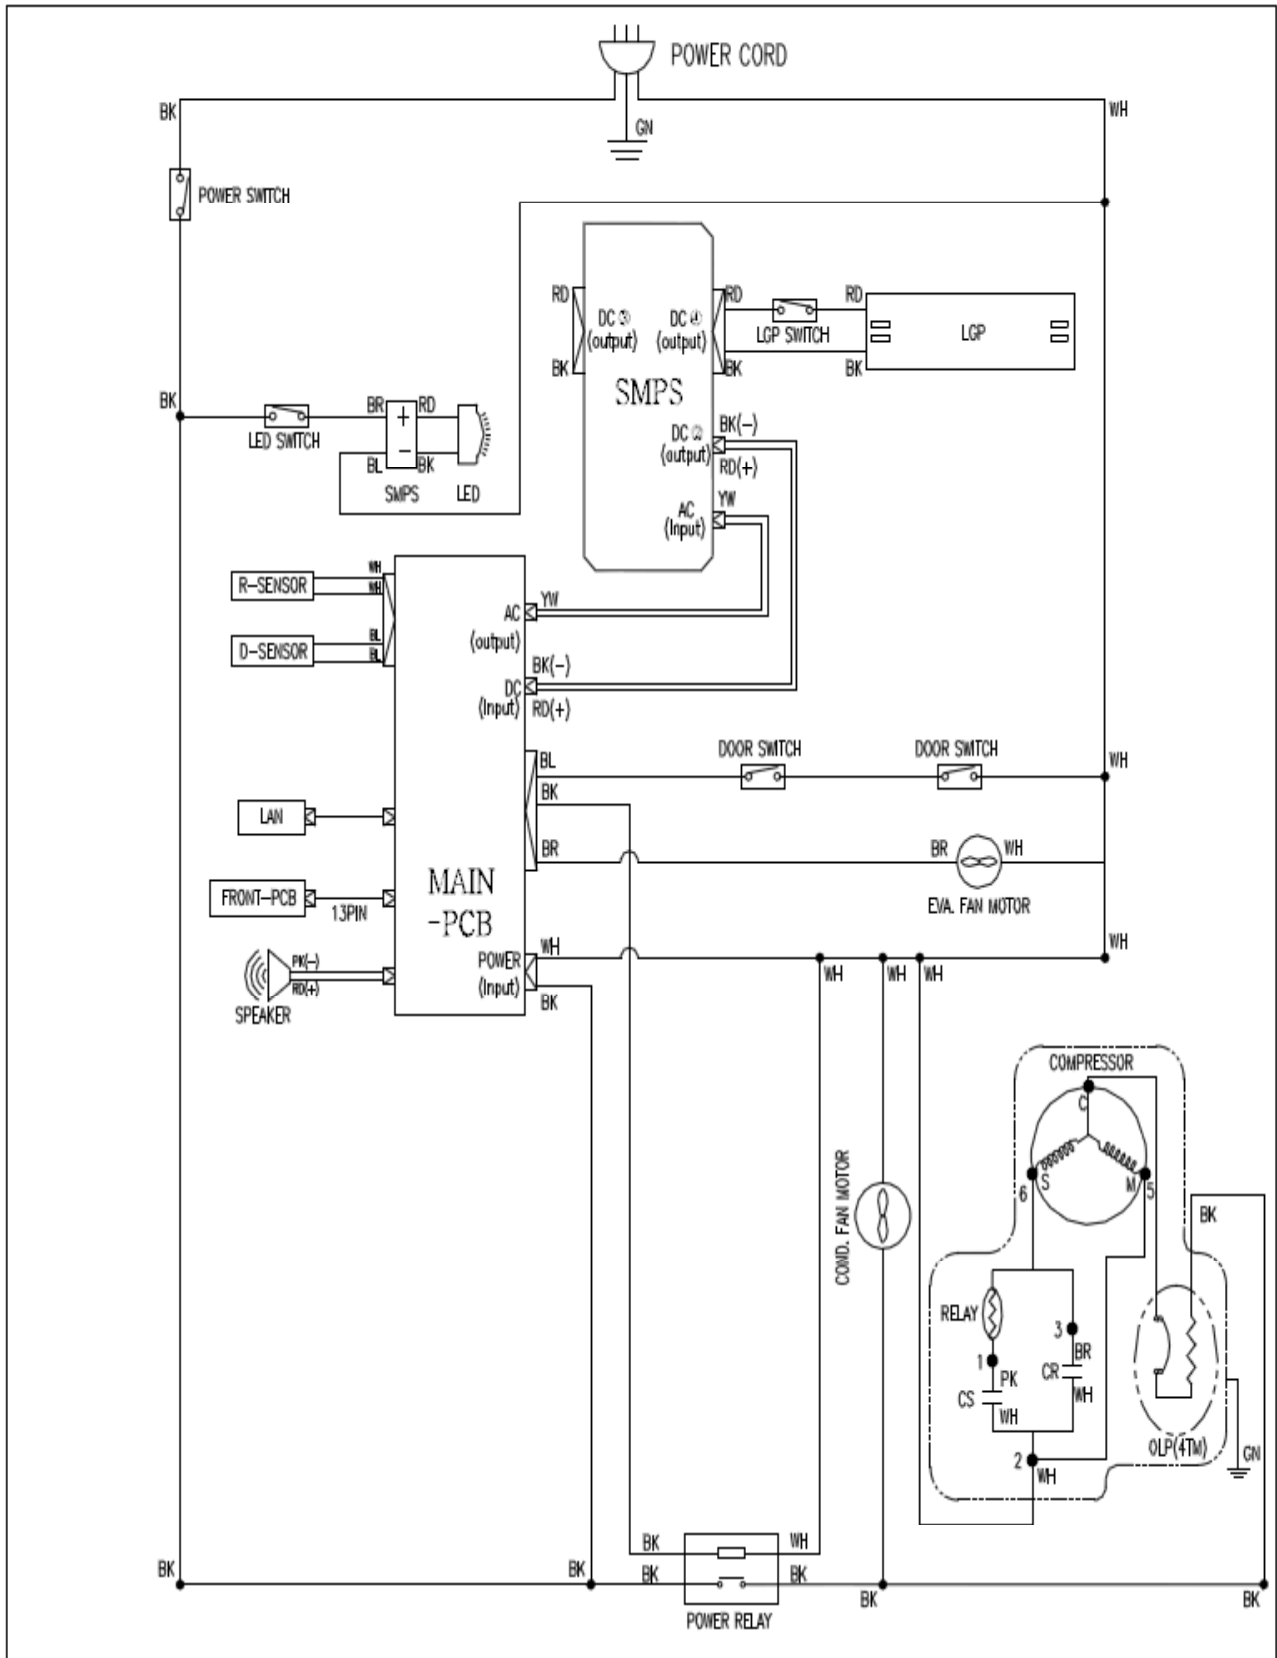 POWER CORD
BK
WH
GN
POWER SWITCH
RD
DC ③
(output)
BK
DC ④
(output)
RD
BK
LGP SWITCH
RD
BK
LGP
SMPS
BK
LED SWITCH
BR
RD
+
−
BL
BK
SMPS
LED
DC ②
(output)
BK(−)
RD(+)
YW
AC
(Input)
R-SENSOR
WH
WH
D-SENSOR
BL
BL
AC
(output)
YW
BK(−)
DC
(Input)
RD(+)
DOOR SWITCH
DOOR SWITCH
BL
WH
BK
LAN
BR
BR
WH
EVA. FAN MOTOR
MAIN
-PCB
FRONT-PCB
13PIN
POWER
(Input)
WH
BK
WH
WH
WH
WH
PK(−)
RD(+)
SPEAKER
COMPRESSOR
C
S
M
6
5
BK
COND. FAN MOTOR
RELAY
3
BR
1
PK
CR
CS
WH
WH
2
WH
OLP(4TM)
GN
BK
WH
BK
BK
BK
BK
BK
BK
POWER RELAY